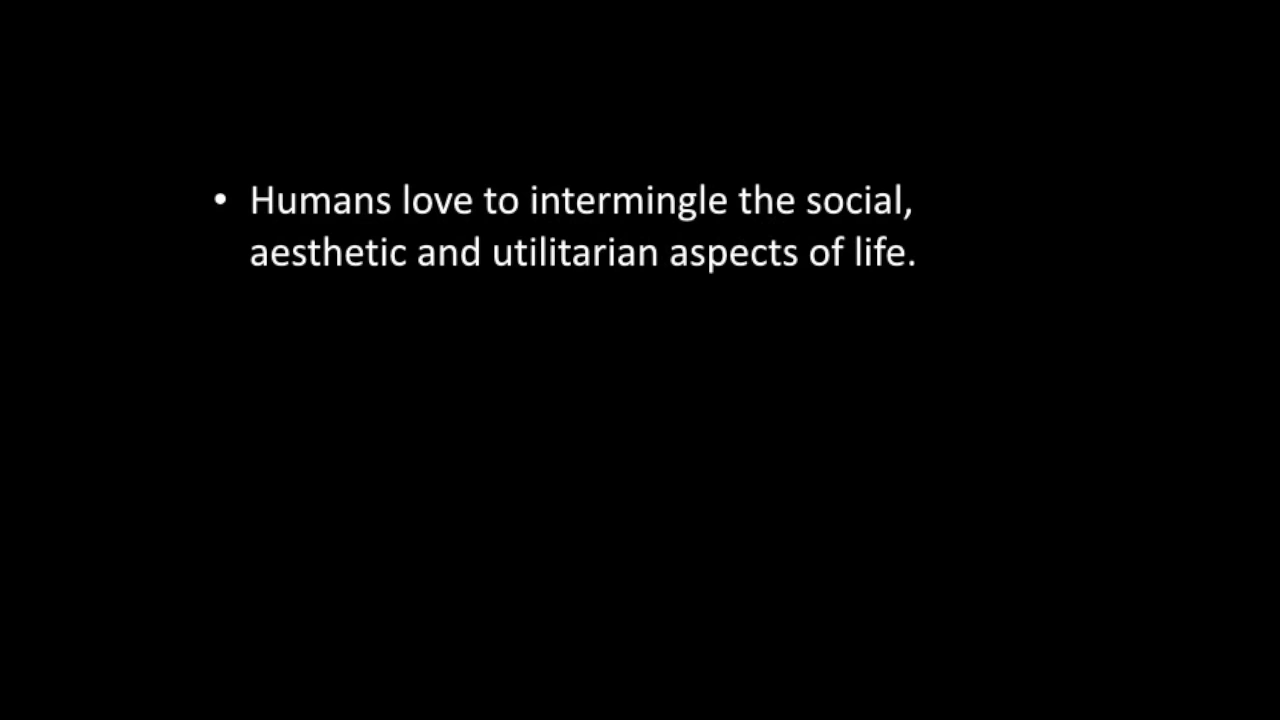 • Humans love to intermingle the social,
aesthetic and utilitarian aspects of life.